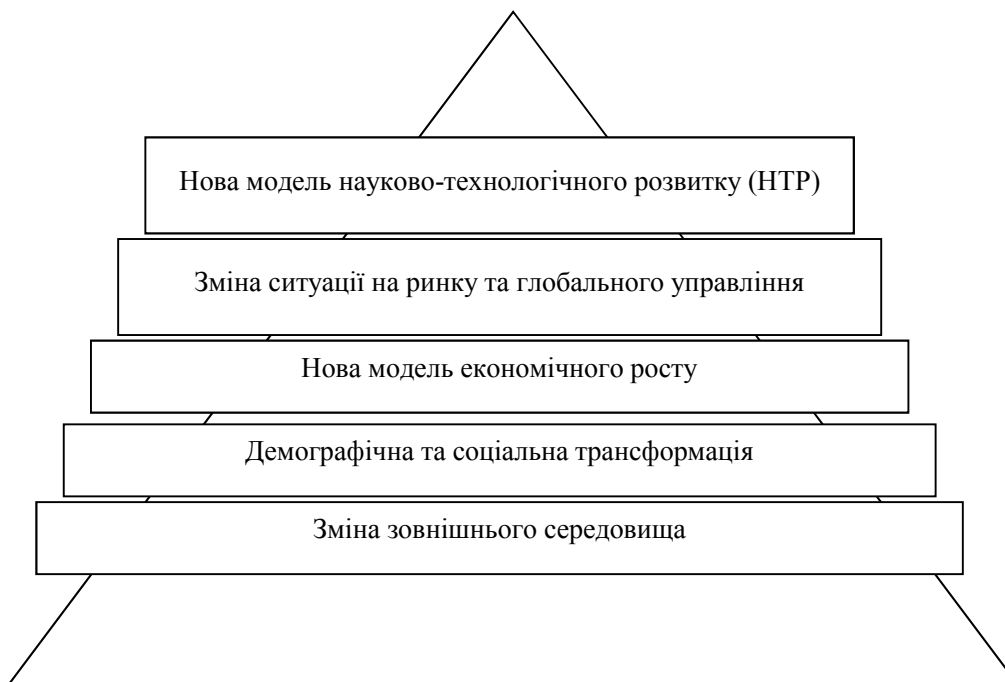 Нова модель науково-технологічного розвитку (НТР)
Зміна ситуації на ринку та глобального управління
Нова модель економічного росту
Демографічна та соціальна трансформація
Зміна зовнішнього середовища